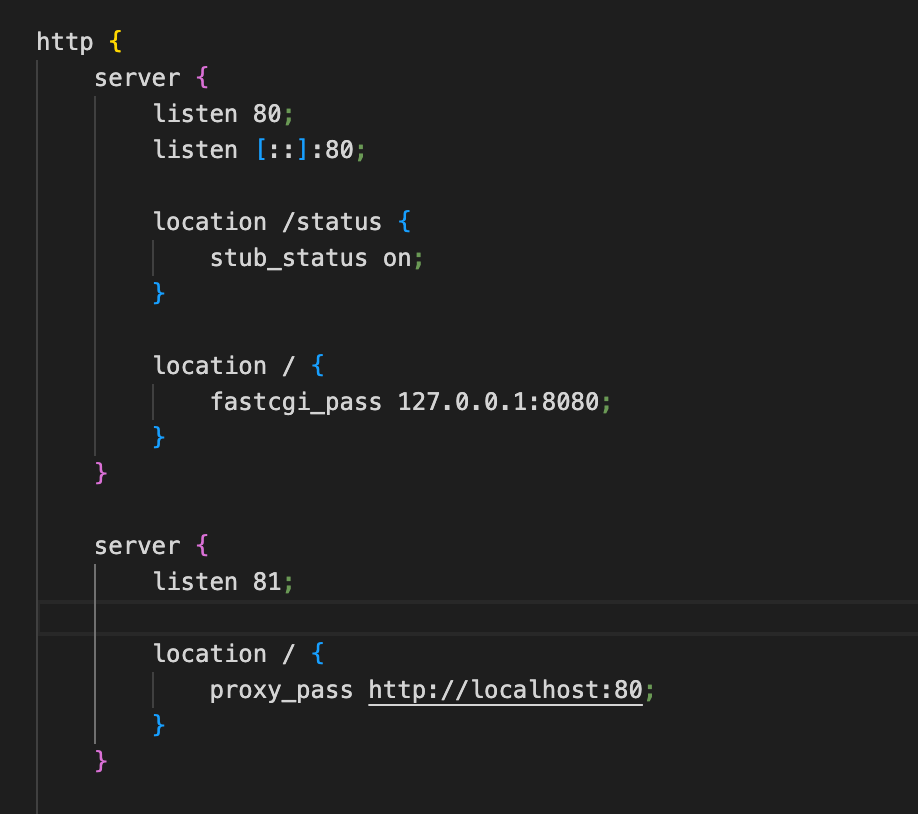 http {
server {
listen 80;
listen [::]:80;
location /status {
stub_status on;
}
location / {
fastcgi_pass 127.0.0.1:8080;
}
}
server {
listen 81;
location / {
proxy_pass http://localhost:80;
}
}